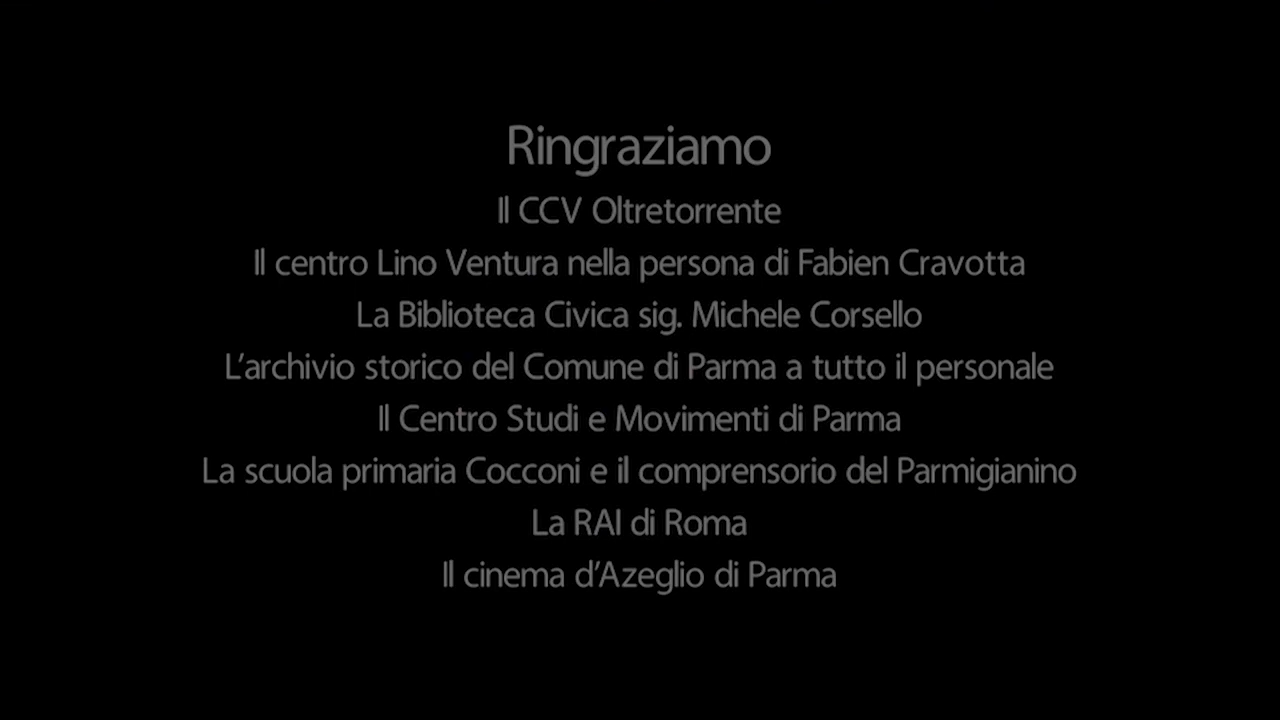 Ringraziamo
Il CCV Oltretorrente
Il centro Lino Ventura nella persona di Fabien Cravotta
La Biblioteca Civica sig. Michele Corsello
L’archivio storico del Comune di Parma a tutto il personale
Il Centro Studi e Movimenti di Parma
La scuola primaria Cocconi e il comprensorio del Parmigianino
La RAI di Roma
Il cinema d’Azeglio di Parma